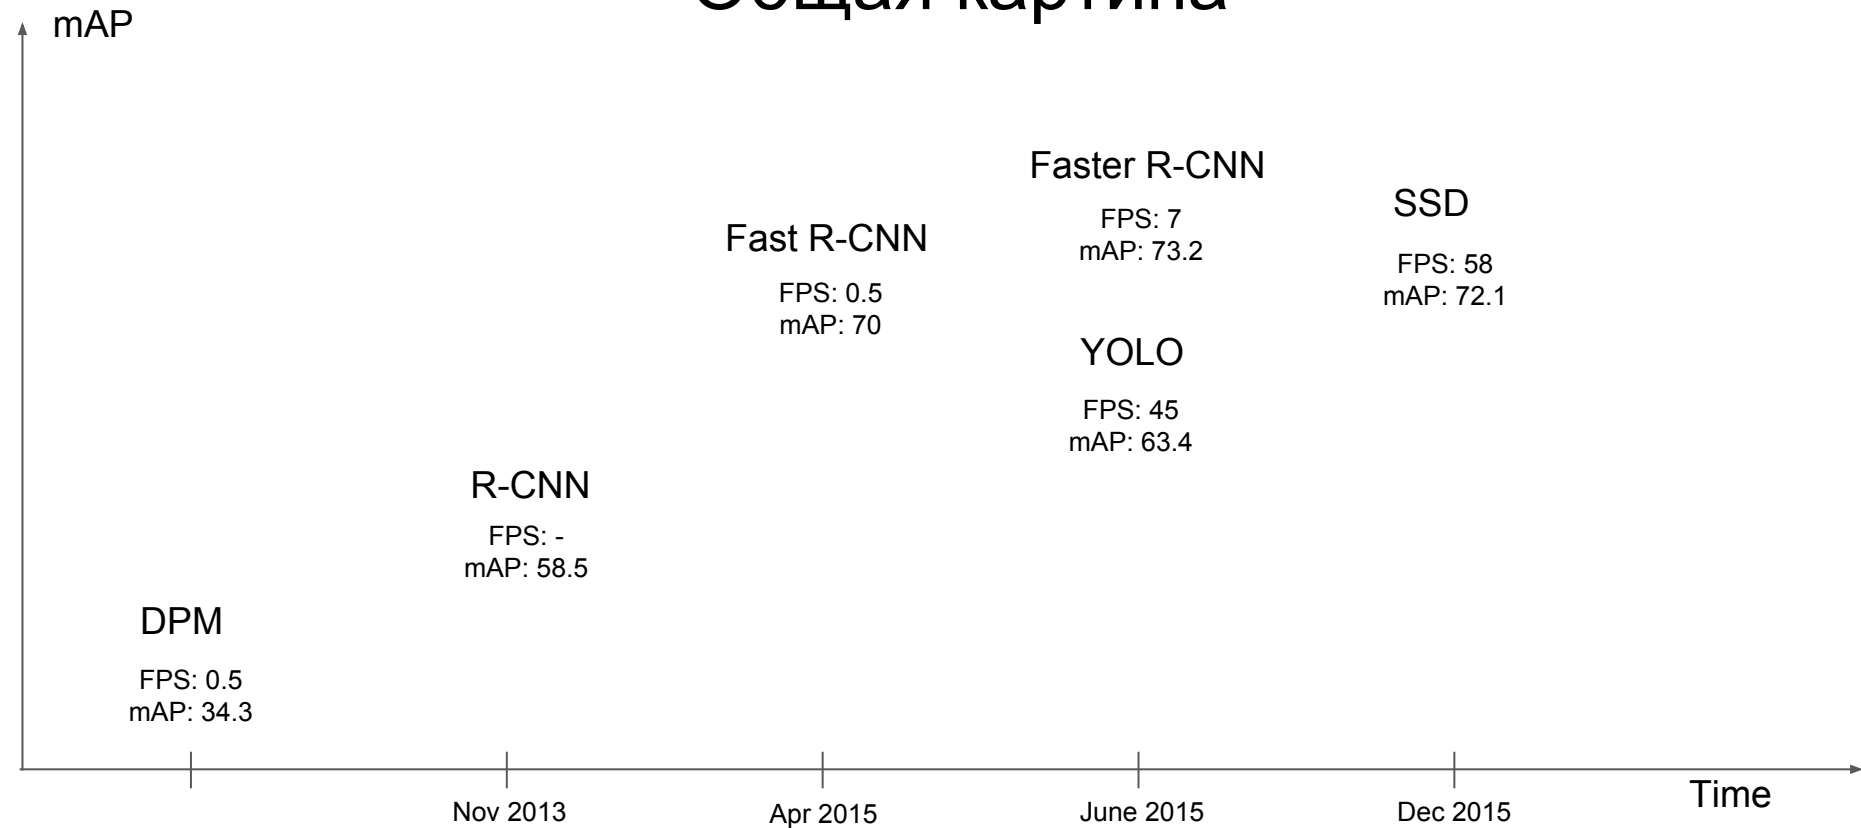 Общая картина
mAP
Faster R-CNN
FPS: 7
mAP: 73.2
SSD
FPS: 58
mAP: 72.1
Fast R-CNN
FPS: 0.5
mAP: 70
YOLO
FPS: 45
mAP: 63.4
R-CNN
FPS: -
mAP: 58.5
DPM
FPS: 0.5
mAP: 34.3
Nov 2013
Apr 2015
June 2015
Dec 2015
Time